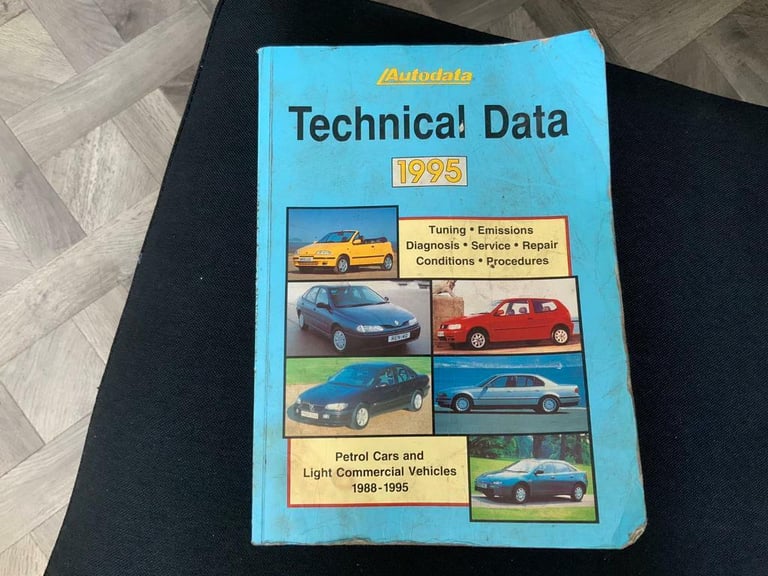 Autodata
Technical Data
1995
Tuning • Emissions
Diagnosis • Service • Repair
Conditions • Procedures
Petrol Cars and
Light Commercial Vehicles
1988-1995